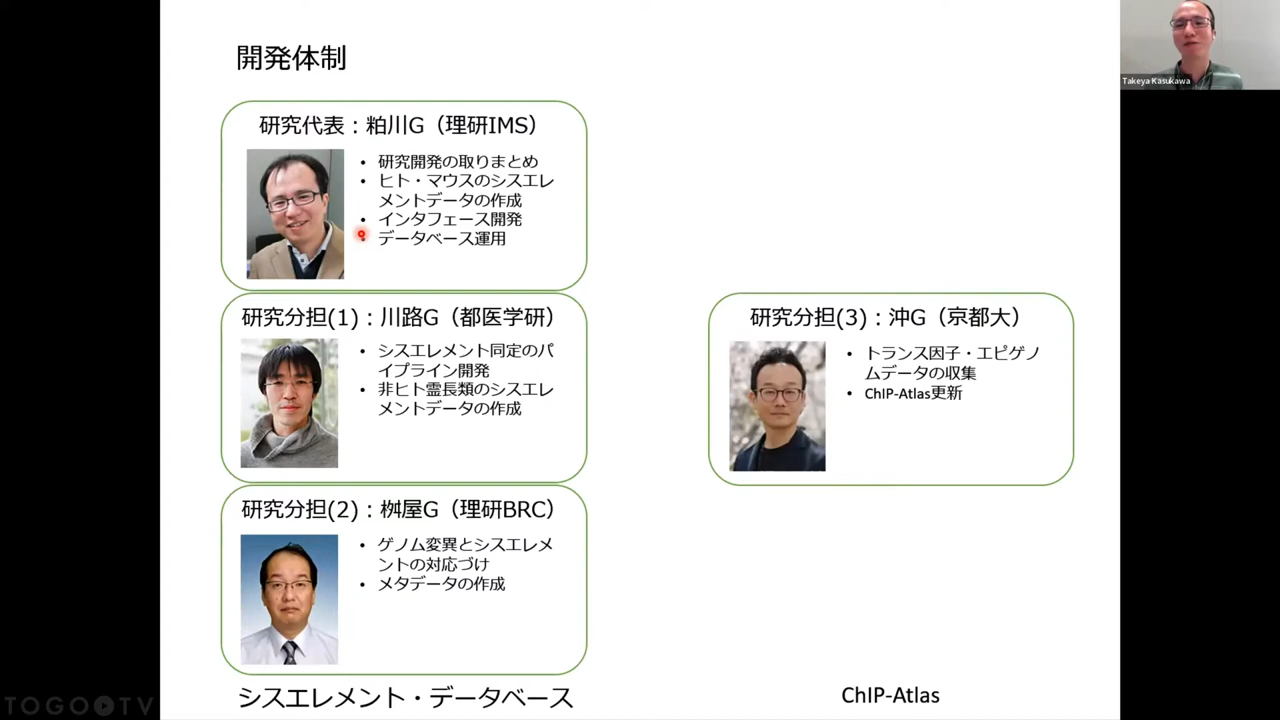 開発体制
Takeya Kasukawa
研究代表：粕川G（理研IMS）
• 研究開発の取りまとめ
• ヒト・マウスのシスエレ
メントデータの作成
• インタフェース開発
• データベース運用
研究分担(1)：川路G（都医学研）
• シスエレメント同定のパ
イプライン開発
• 非ヒト霊長類のシスエレ
メントデータの作成
研究分担(3)：沖G（京都大）
• トランス因子・エピゲノ
ムデータの収集
• ChIP-Atlas更新
研究分担(2)：桝屋G（理研BRC）
• ゲノム変異とシスエレメ
ントの対応づけ
• メタデータの作成
シスエレメント・データベース
ChIP-Atlas
TOGO TV